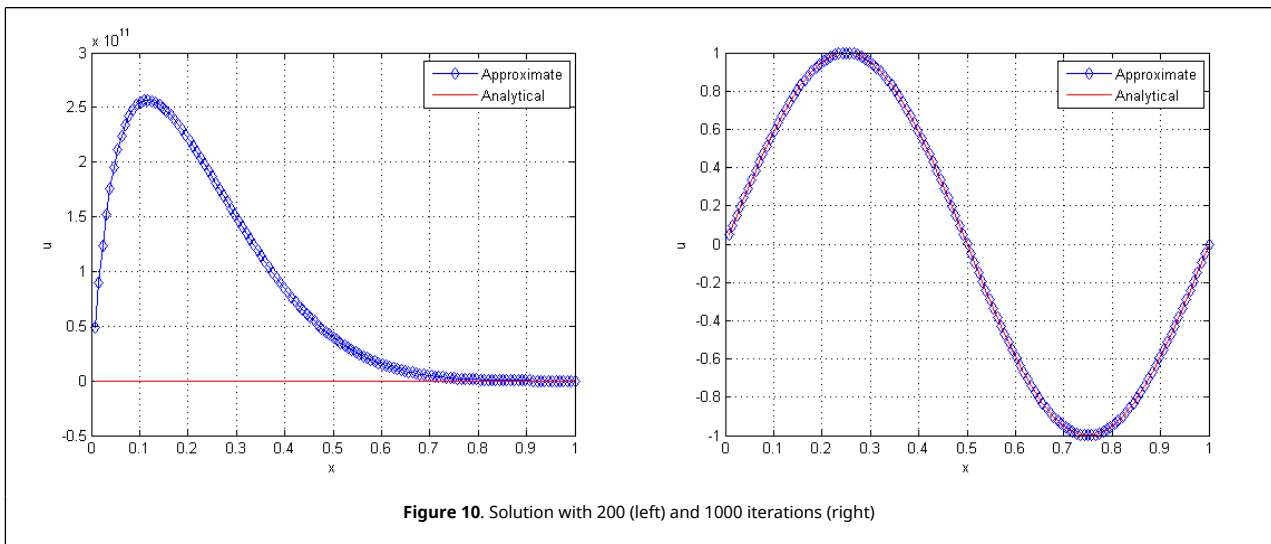 x 10^11
3
2.5
2
1.5
1
0.5
0
-0.5
0 0.1 0.2 0.3 0.4 0.5 0.6 0.7 0.8 0.9 1
x
u
Approximate
Analytical
1
0.8
0.6
0.4
0.2
0
-0.2
-0.4
-0.6
-0.8
-1
0 0.1 0.2 0.3 0.4 0.5 0.6 0.7 0.8 0.9 1
x
u
Approximate
Analytical
Figure 10. Solution with 200 (left) and 1000 iterations (right)